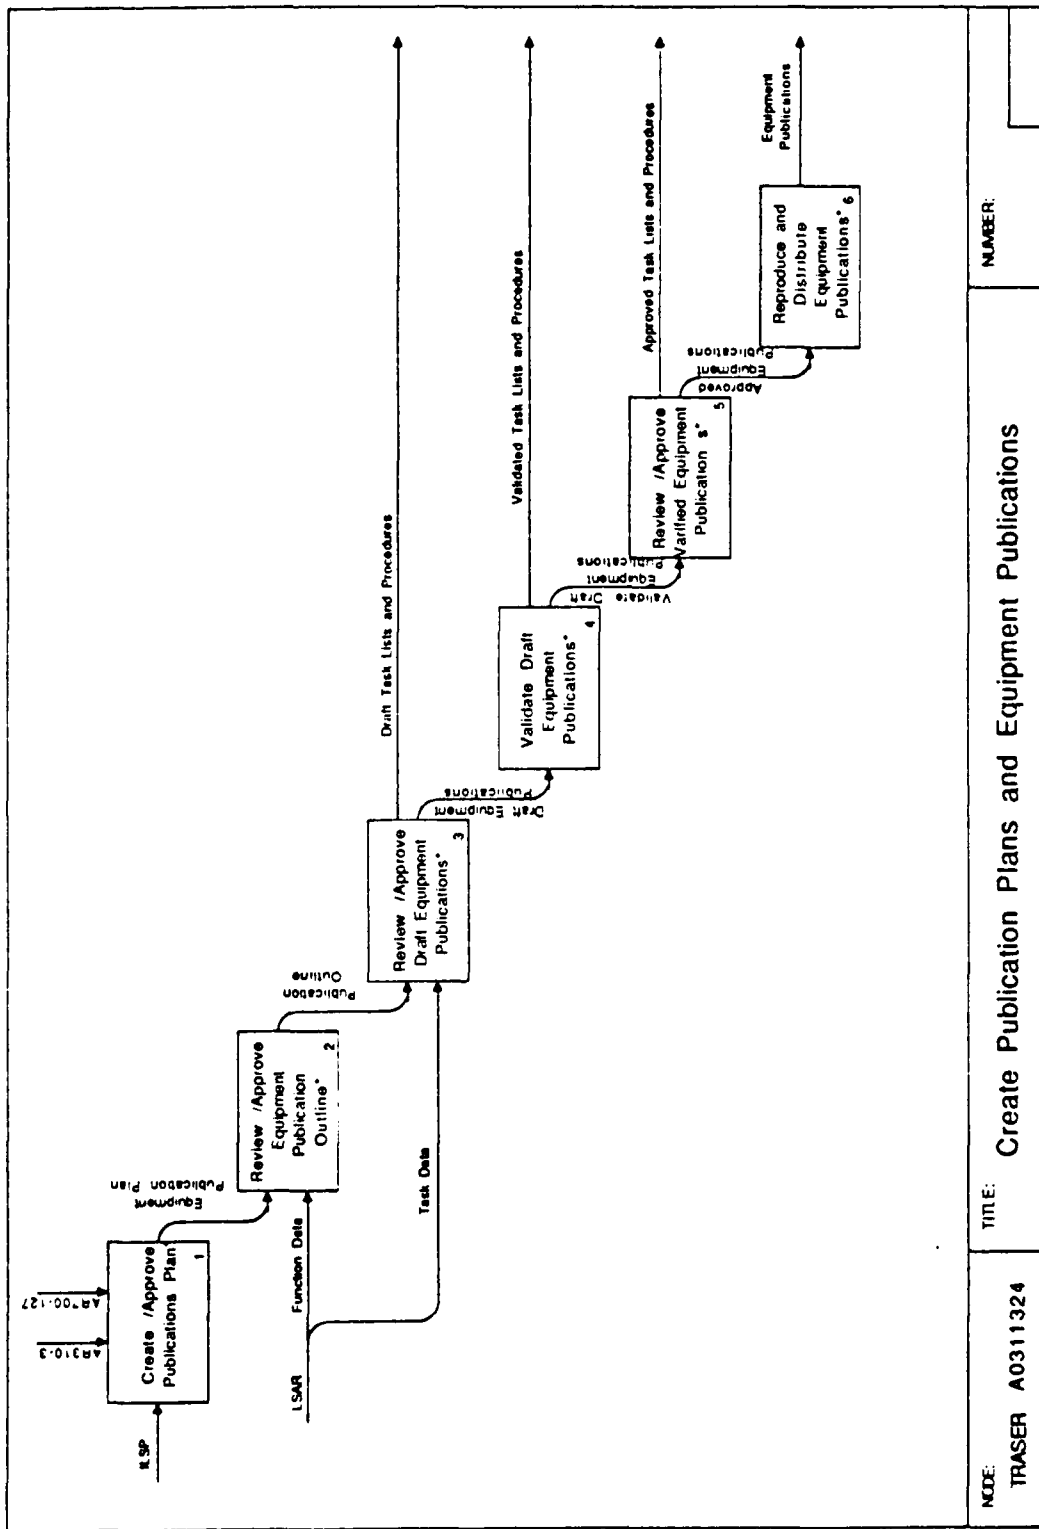 ILSP
AR310-3
AR700-127
Create /Approve
Publications Plan*
1
Equipment
Publication Plan
LSAR
Function Data
Review /Approve
Equipment
Publication
Outline*
2
Publication
Outline
Task Data
Review /Approve
Draft Equipment
Publications*
3
Draft Task Lists and Procedures
Draft Equipment
Publications
Validate Draft
Equipment
Publications*
4
Validated Task Lists and Procedures
Validate Draft
Equipment
Publications
Review /Approve
Varified Equipment
Publication s*
5
Approved Task Lists and Procedures
Approved
Equipment
Publications
Reproduce and
Distribute
Equipment
Publications*
6
Equipment
Publications
NODE:
TRASER A0311324
TITLE:
Create Publication Plans and Equipment Publications
NUMBER: